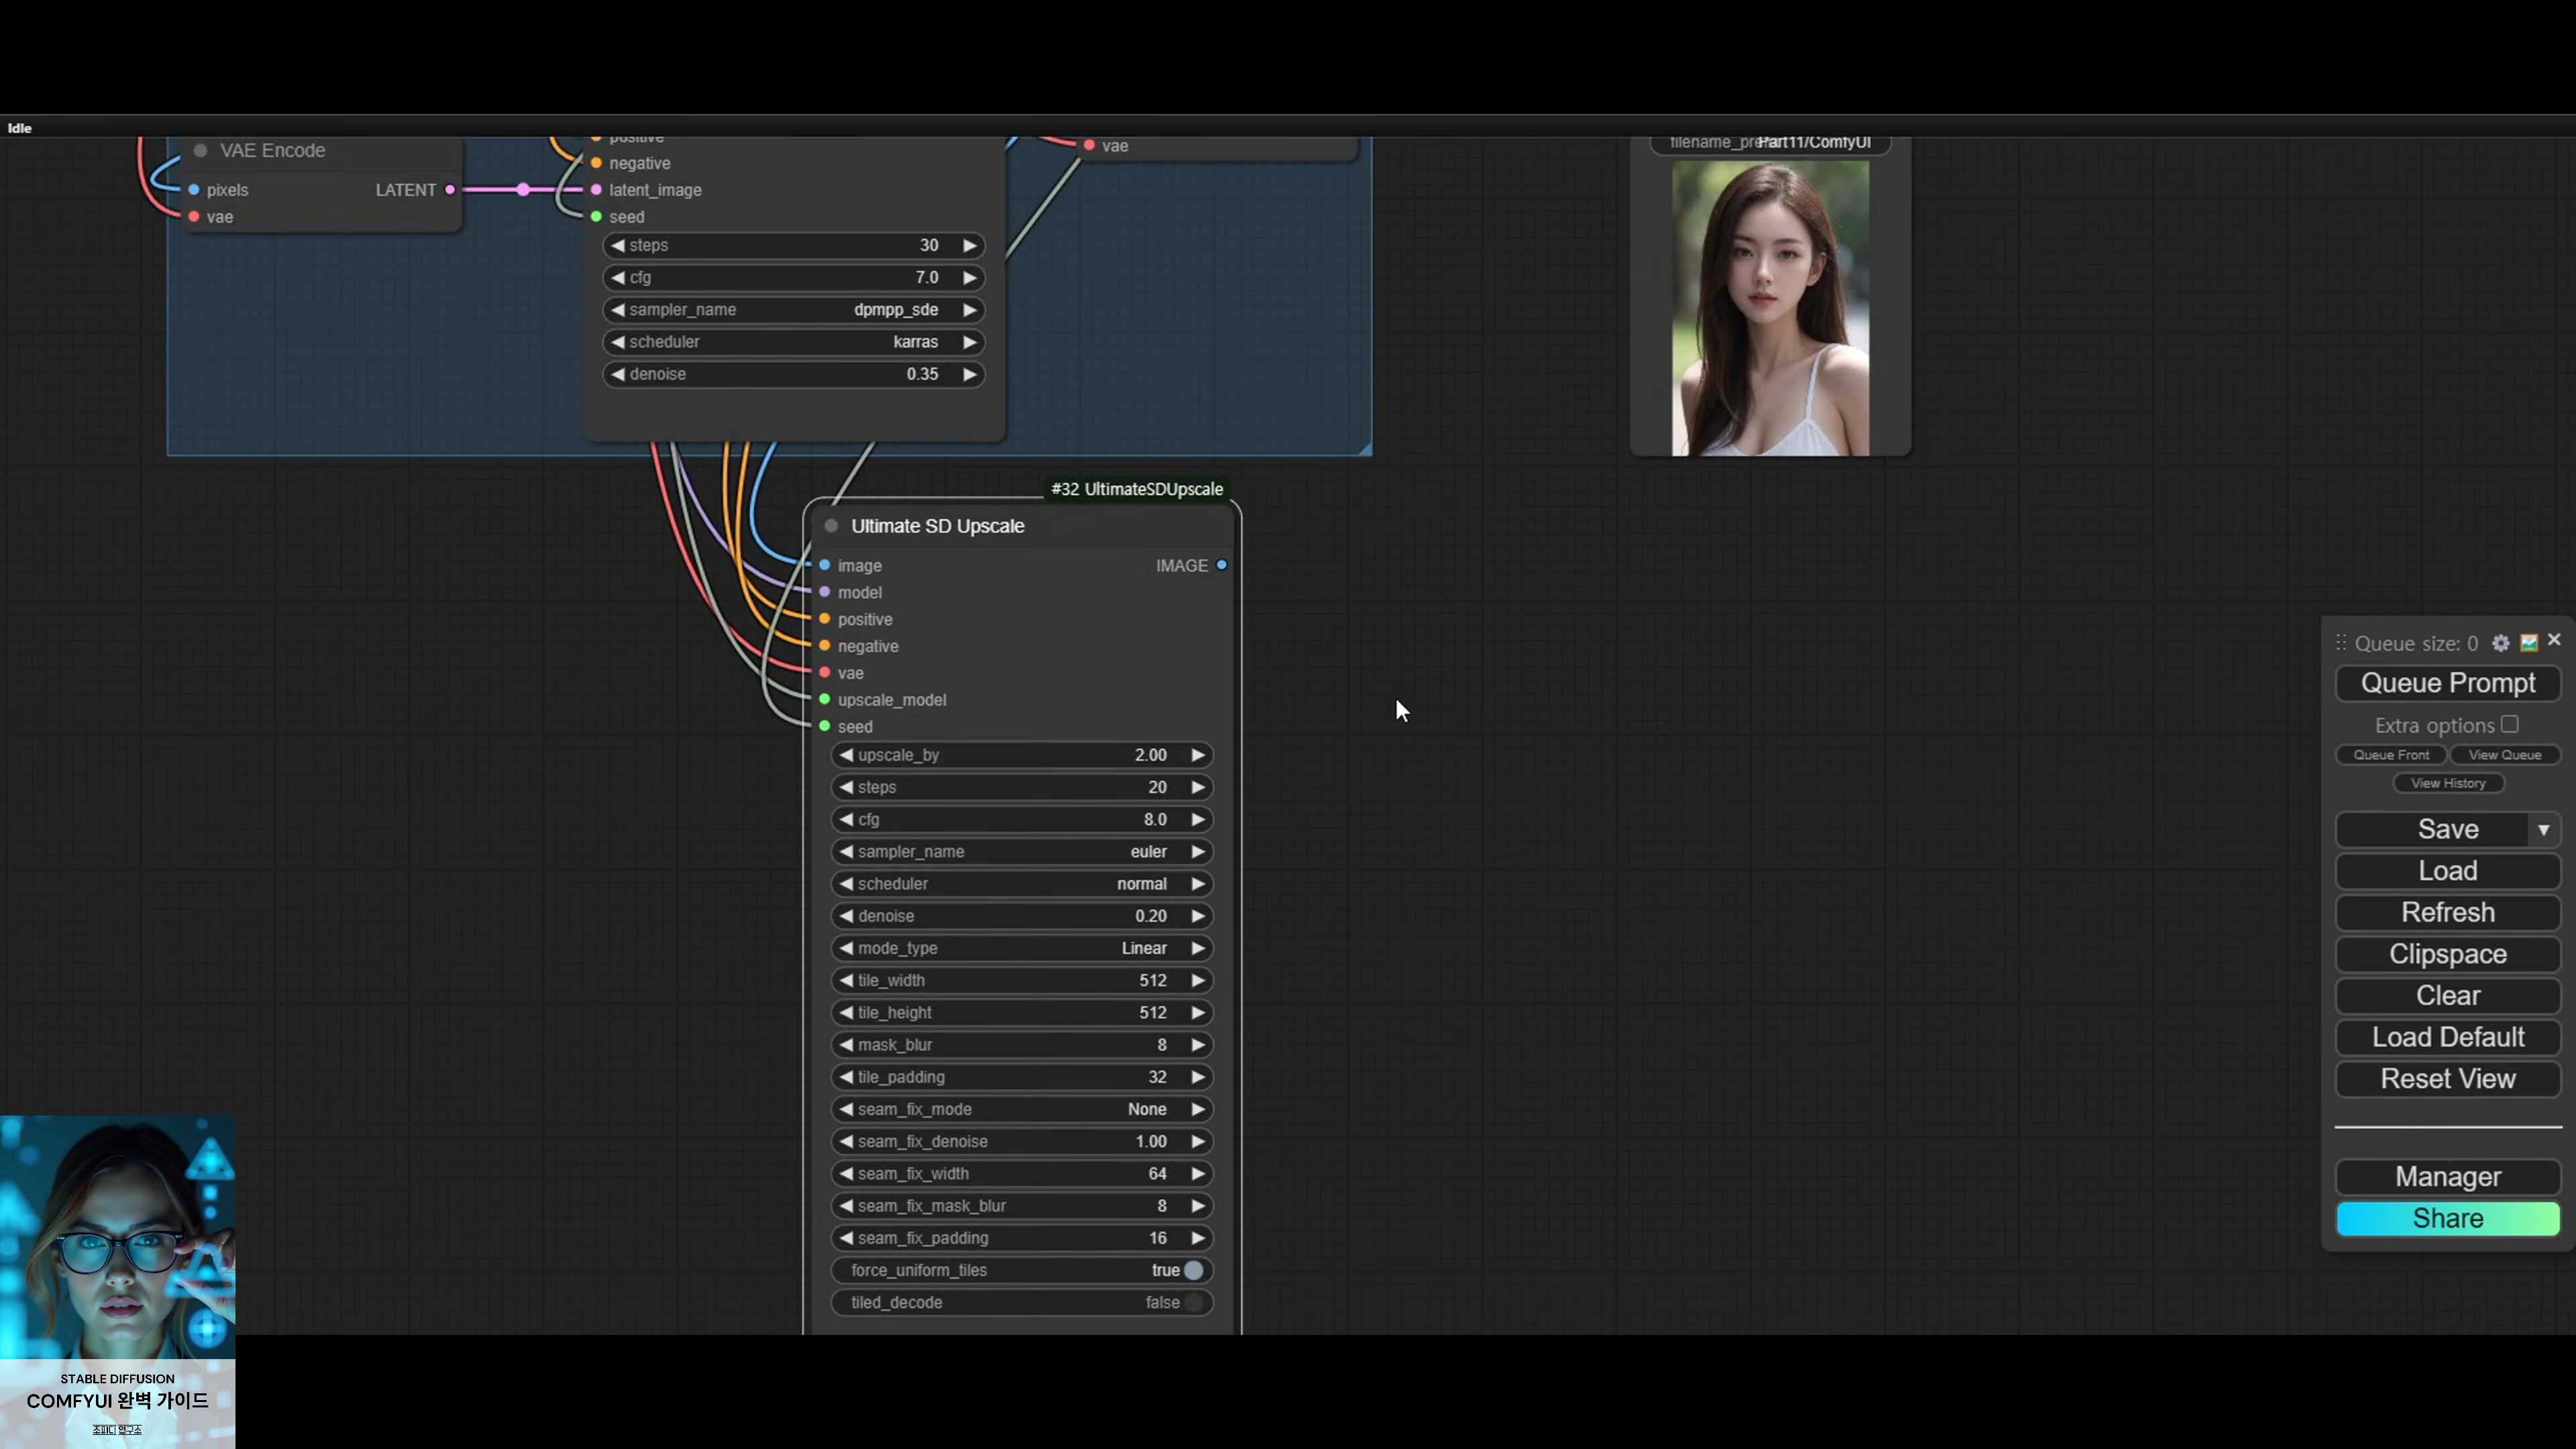 Idle
VAE Encode
pixels
LATENT
vae
positive
negative
latent_image
seed
steps 30
cfg 7.0
sampler_name dpmpp_sde
scheduler karras
denoise 0.35
vae
Part11/ComfyUI
#32 UltimateSDUpscale
Ultimate SD Upscale
image
IMAGE
model
positive
negative
vae
upscale_model
seed
upscale_by 2.00
steps 20
cfg 8.0
sampler_name euler
scheduler normal
denoise 0.20
mode_type Linear
tile_width 512
tile_height 512
mask_blur 8
tile_padding 32
seam_fix_mode None
seam_fix_denoise 1.00
seam_fix_width 64
seam_fix_mask_blur 8
seam_fix_padding 16
force_uniform_tiles true
tiled_decode false
Queue size: 0
Queue Prompt
Extra options
Queue Front View Queue
View History
Save
Load
Refresh
Clipspace
Clear
Load Default
Reset View
Manager
Share
STABLE DIFFUSION
COMFYUI 완벽 가이드